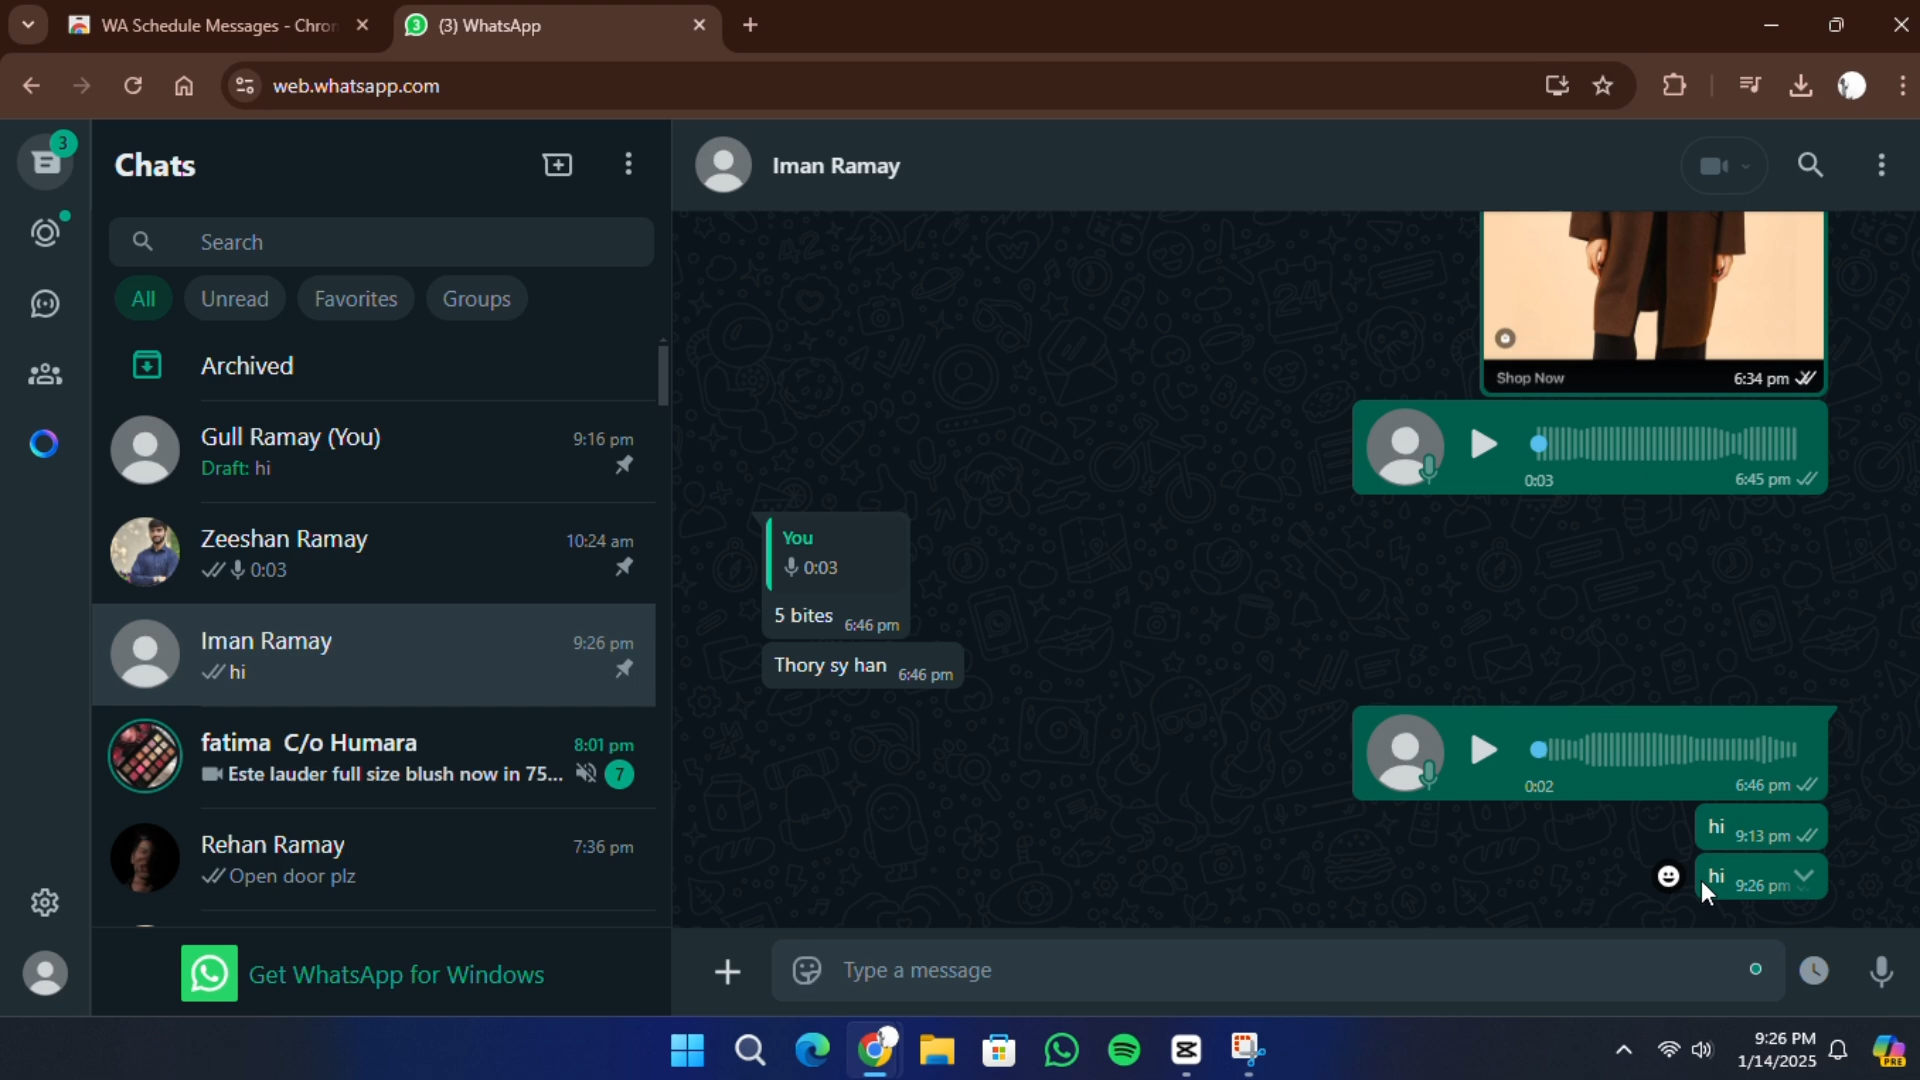 WA Schedule Messages - Chron
(3) WhatsApp
web.whatsapp.com
3
Chats
Iman Ramay
Search
All
Unread
Favorites
Groups
Archived
Gull Ramay (You)
9:16 pm
Draft: hi
Zeeshan Ramay
10:24 am
0:03
Iman Ramay
9:26 pm
hi
fatima C/o Humara
8:01 pm
Este lauder full size blush now in 75...
7
Rehan Ramay
7:36 pm
Open door plz
Get WhatsApp for Windows
Shop Now
6:34 pm
0:03
6:45 pm
You
0:03
5 bites
6:46 pm
Thory sy han
6:46 pm
0:02
6:46 pm
hi
9:13 pm
hi
9:26 pm
Type a message
9:26 PM
1/14/2025
PRE